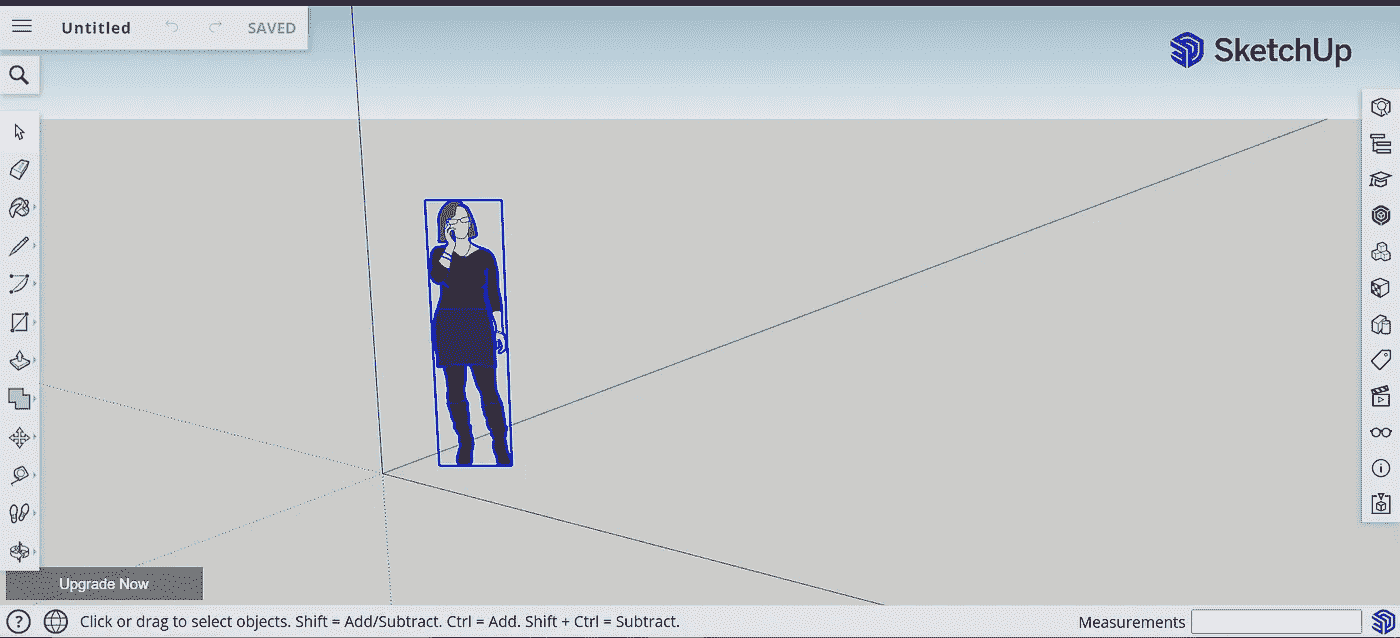 Untitled
SAVED
SketchUp
Upgrade Now
Click or drag to select objects. Shift = Add/Subtract. Ctrl = Add. Shift + Ctrl = Subtract.
Measurements